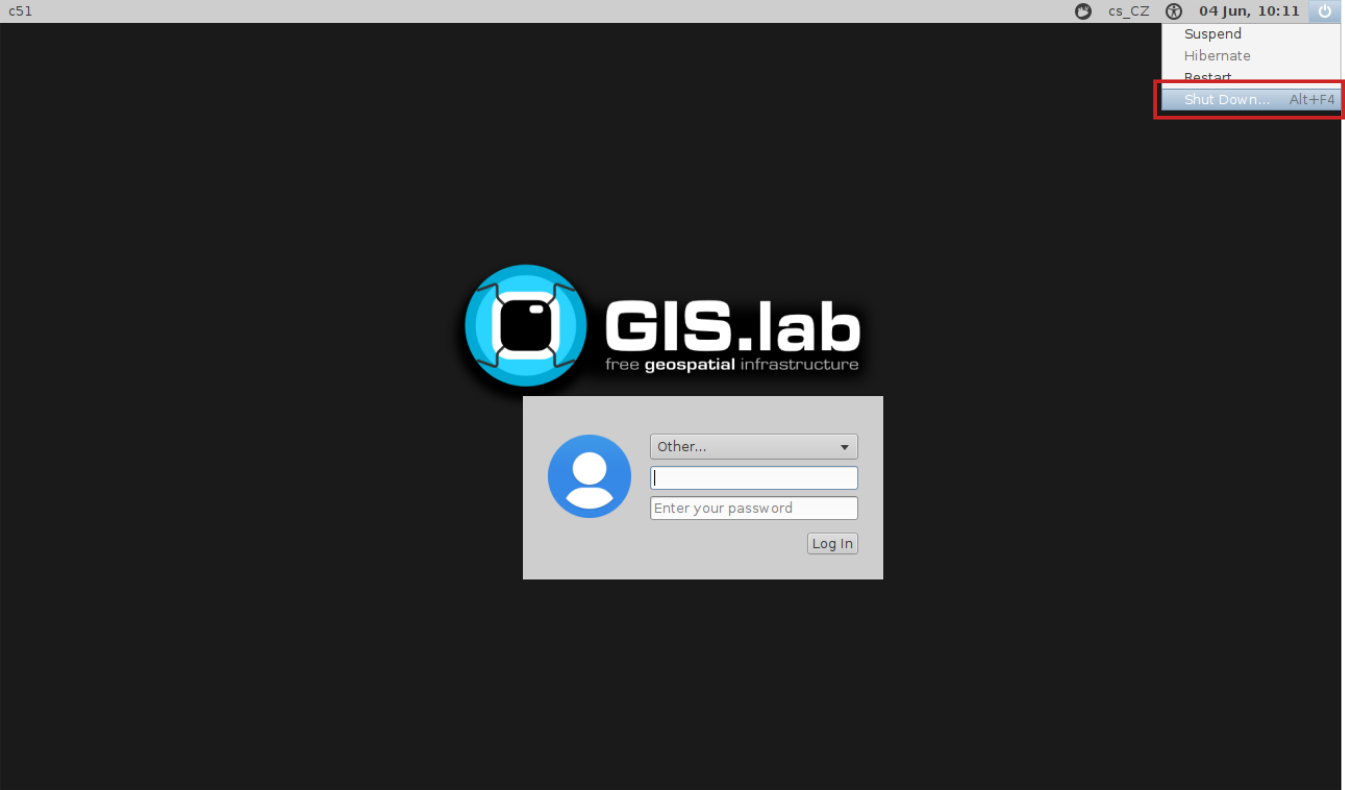 c51 cs_CZ 04 Jun, 10:11
Suspend
Hibernate
Restart
Shut Down... Alt+F4
GIS.lab
free geospatial infrastructure
Other...
Enter your password
Log In